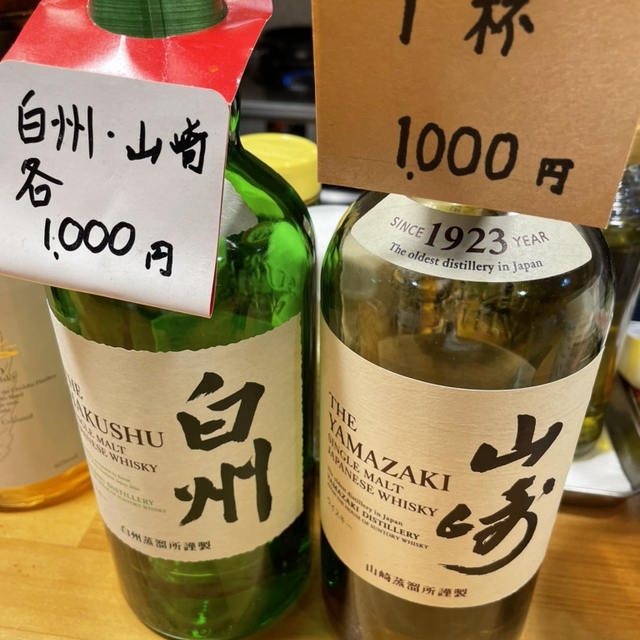 白州・山崎
各
1,000円
1杯
1,000円
SINCE 1923 YEAR
The oldest distillery in Japan
THE
HAKUSHU
SINGLE MALT
JAPANESE WHISKY
白州
白州蒸溜所謹製
THE
YAMAZAKI
SINGLE MALT
JAPANESE WHISKY
YAMAZAKI DISTILLERY
山崎
山崎蒸溜所謹製